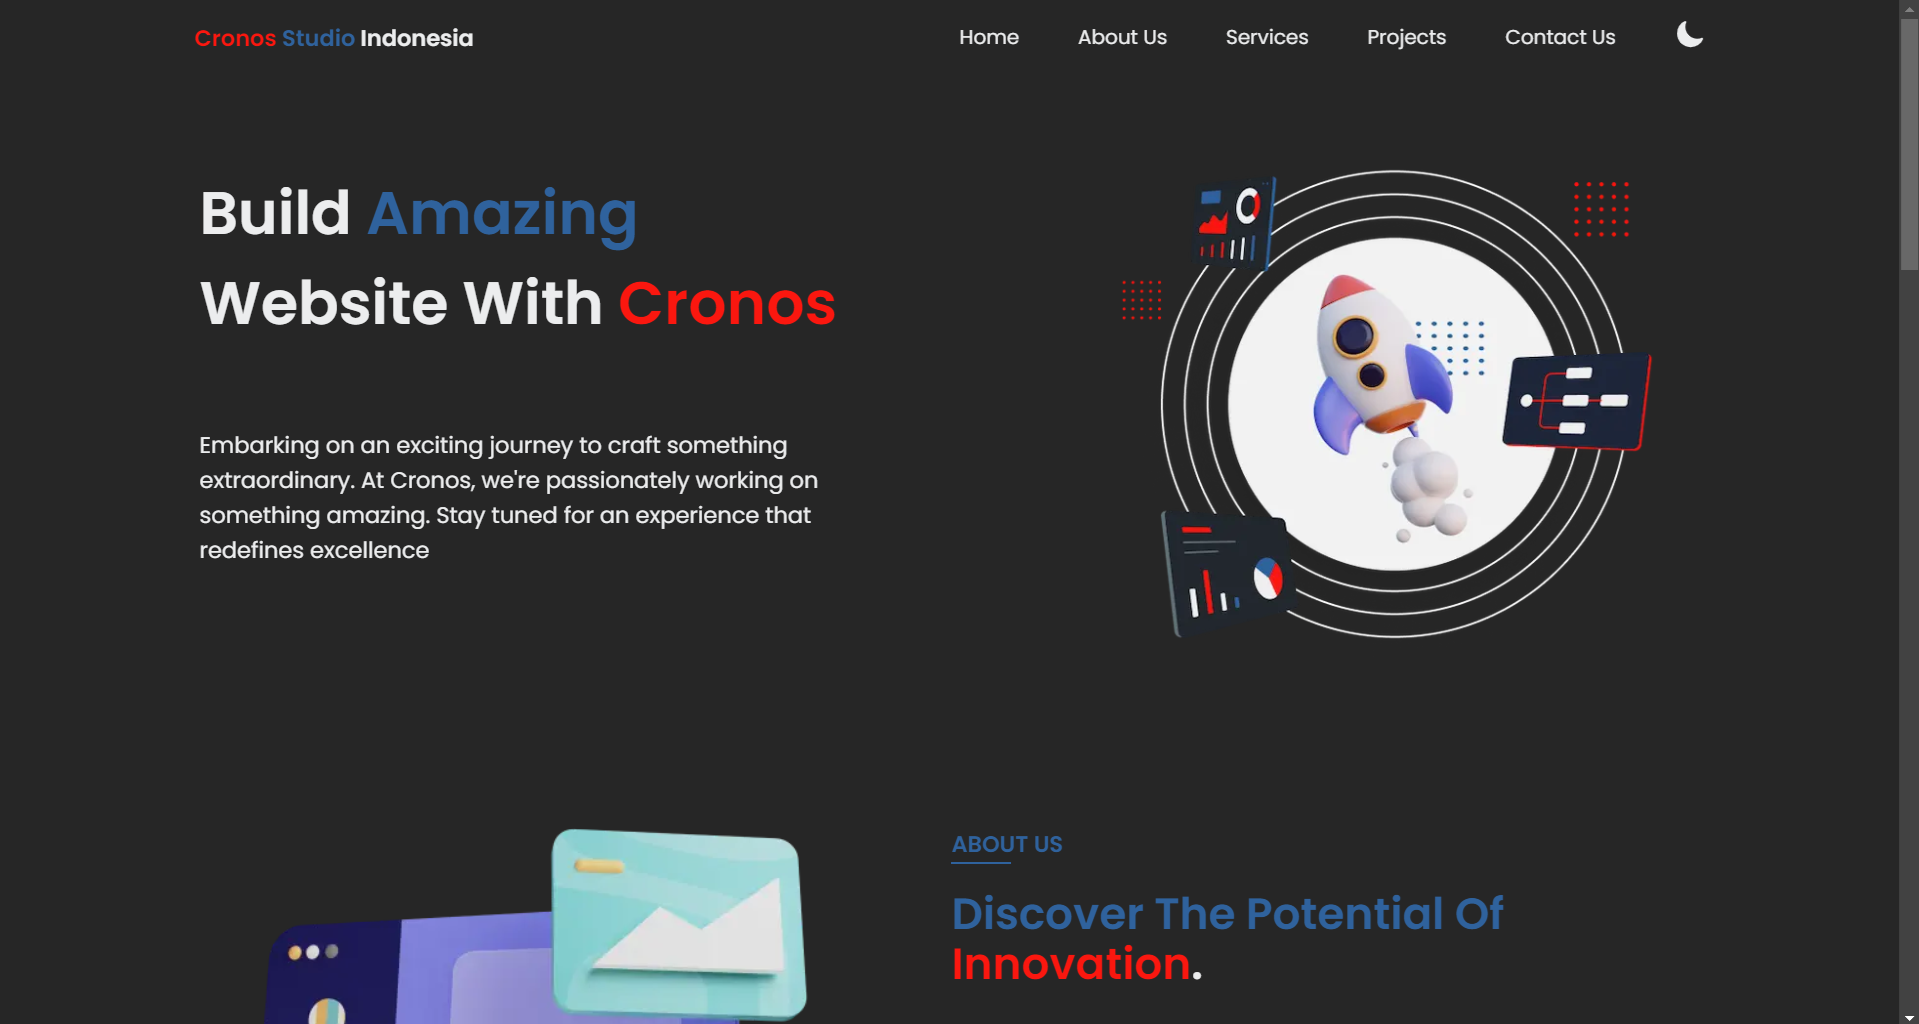 Cronos Studio Indonesia
Home
About Us
Services
Projects
Contact Us
Build Amazing
Website With Cronos
Embarking on an exciting journey to craft something
extraordinary. At Cronos, we're passionately working on
something amazing. Stay tuned for an experience that
redefines excellence
ABOUT US
Discover The Potential Of
Innovation.